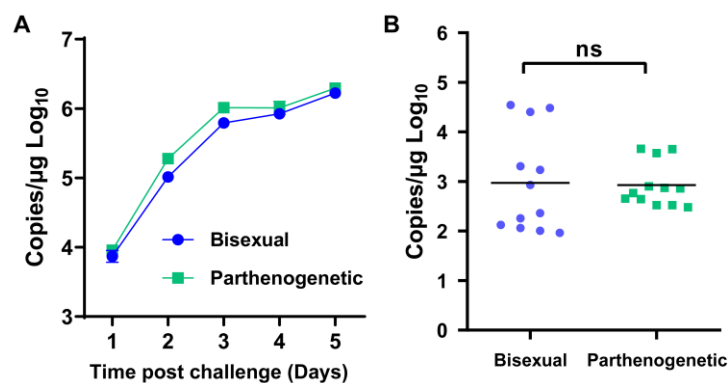 A
7
6
5
4
3
Copies/µg Log10
Bisexual
Parthenogenetic
1 2 3 4 5
Time post challenge (Days)
B
6
5
4
3
2
1
0
Copies/µg Log10
ns
Bisexual Parthenogenetic